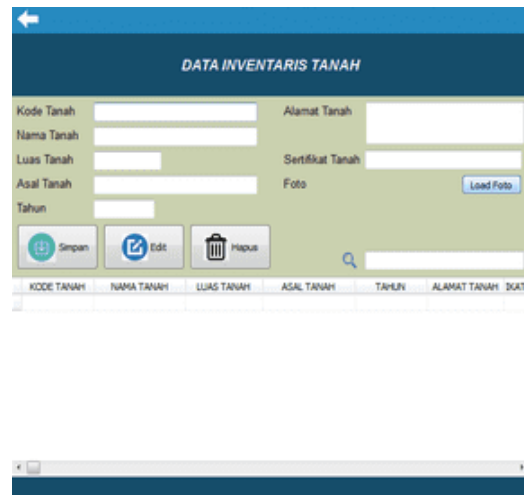 DATA INVENTARIS TANAH
Kode Tanah
Alamat Tanah
Nama Tanah
Luas Tanah
Sertifikat Tanah
Asal Tanah
Foto
Load Foto
Tahun
Simpan
Edit
Hapus
KODE TANAH NAMA TANAH LUAS TANAH ASAL TANAH TAHUN ALAMAT TANAH IKAT